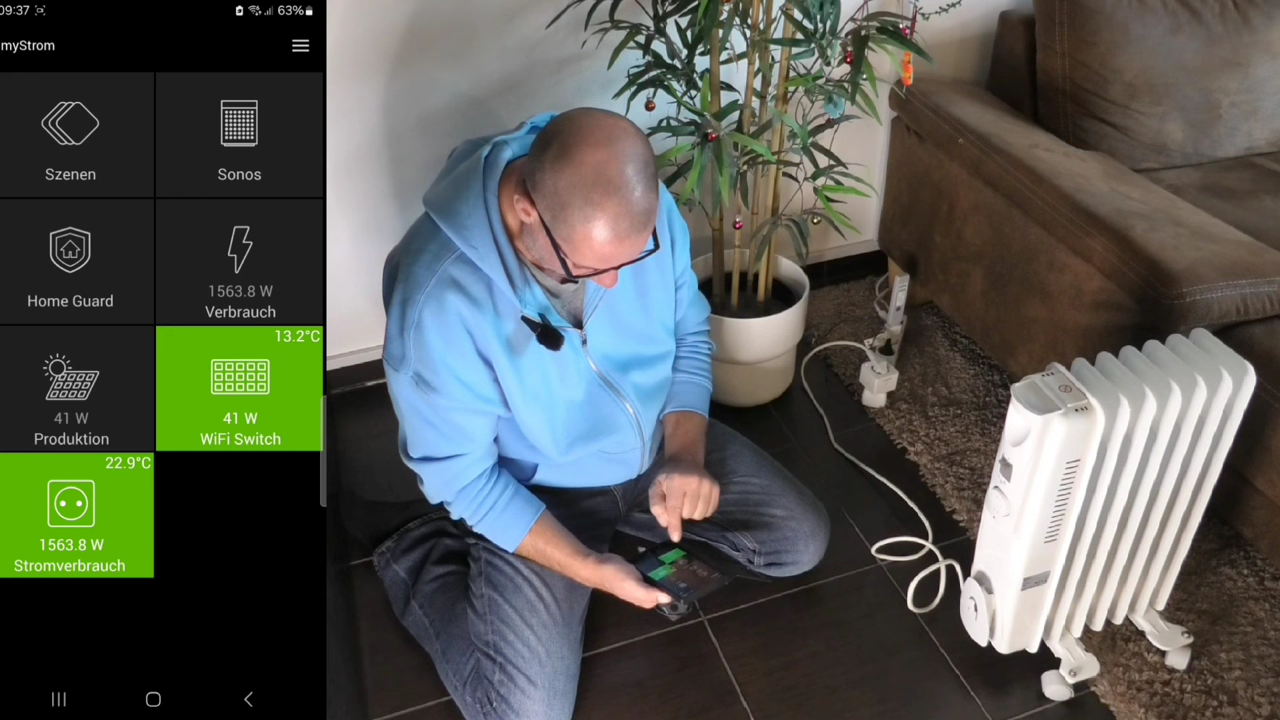 09:37
63%
myStrom
Szenen
Sonos
Home Guard
1563.8 W
Verbrauch
41 W
Produktion
13.2°C
41 W
WiFi Switch
22.9°C
1563.8 W
Stromverbrauch